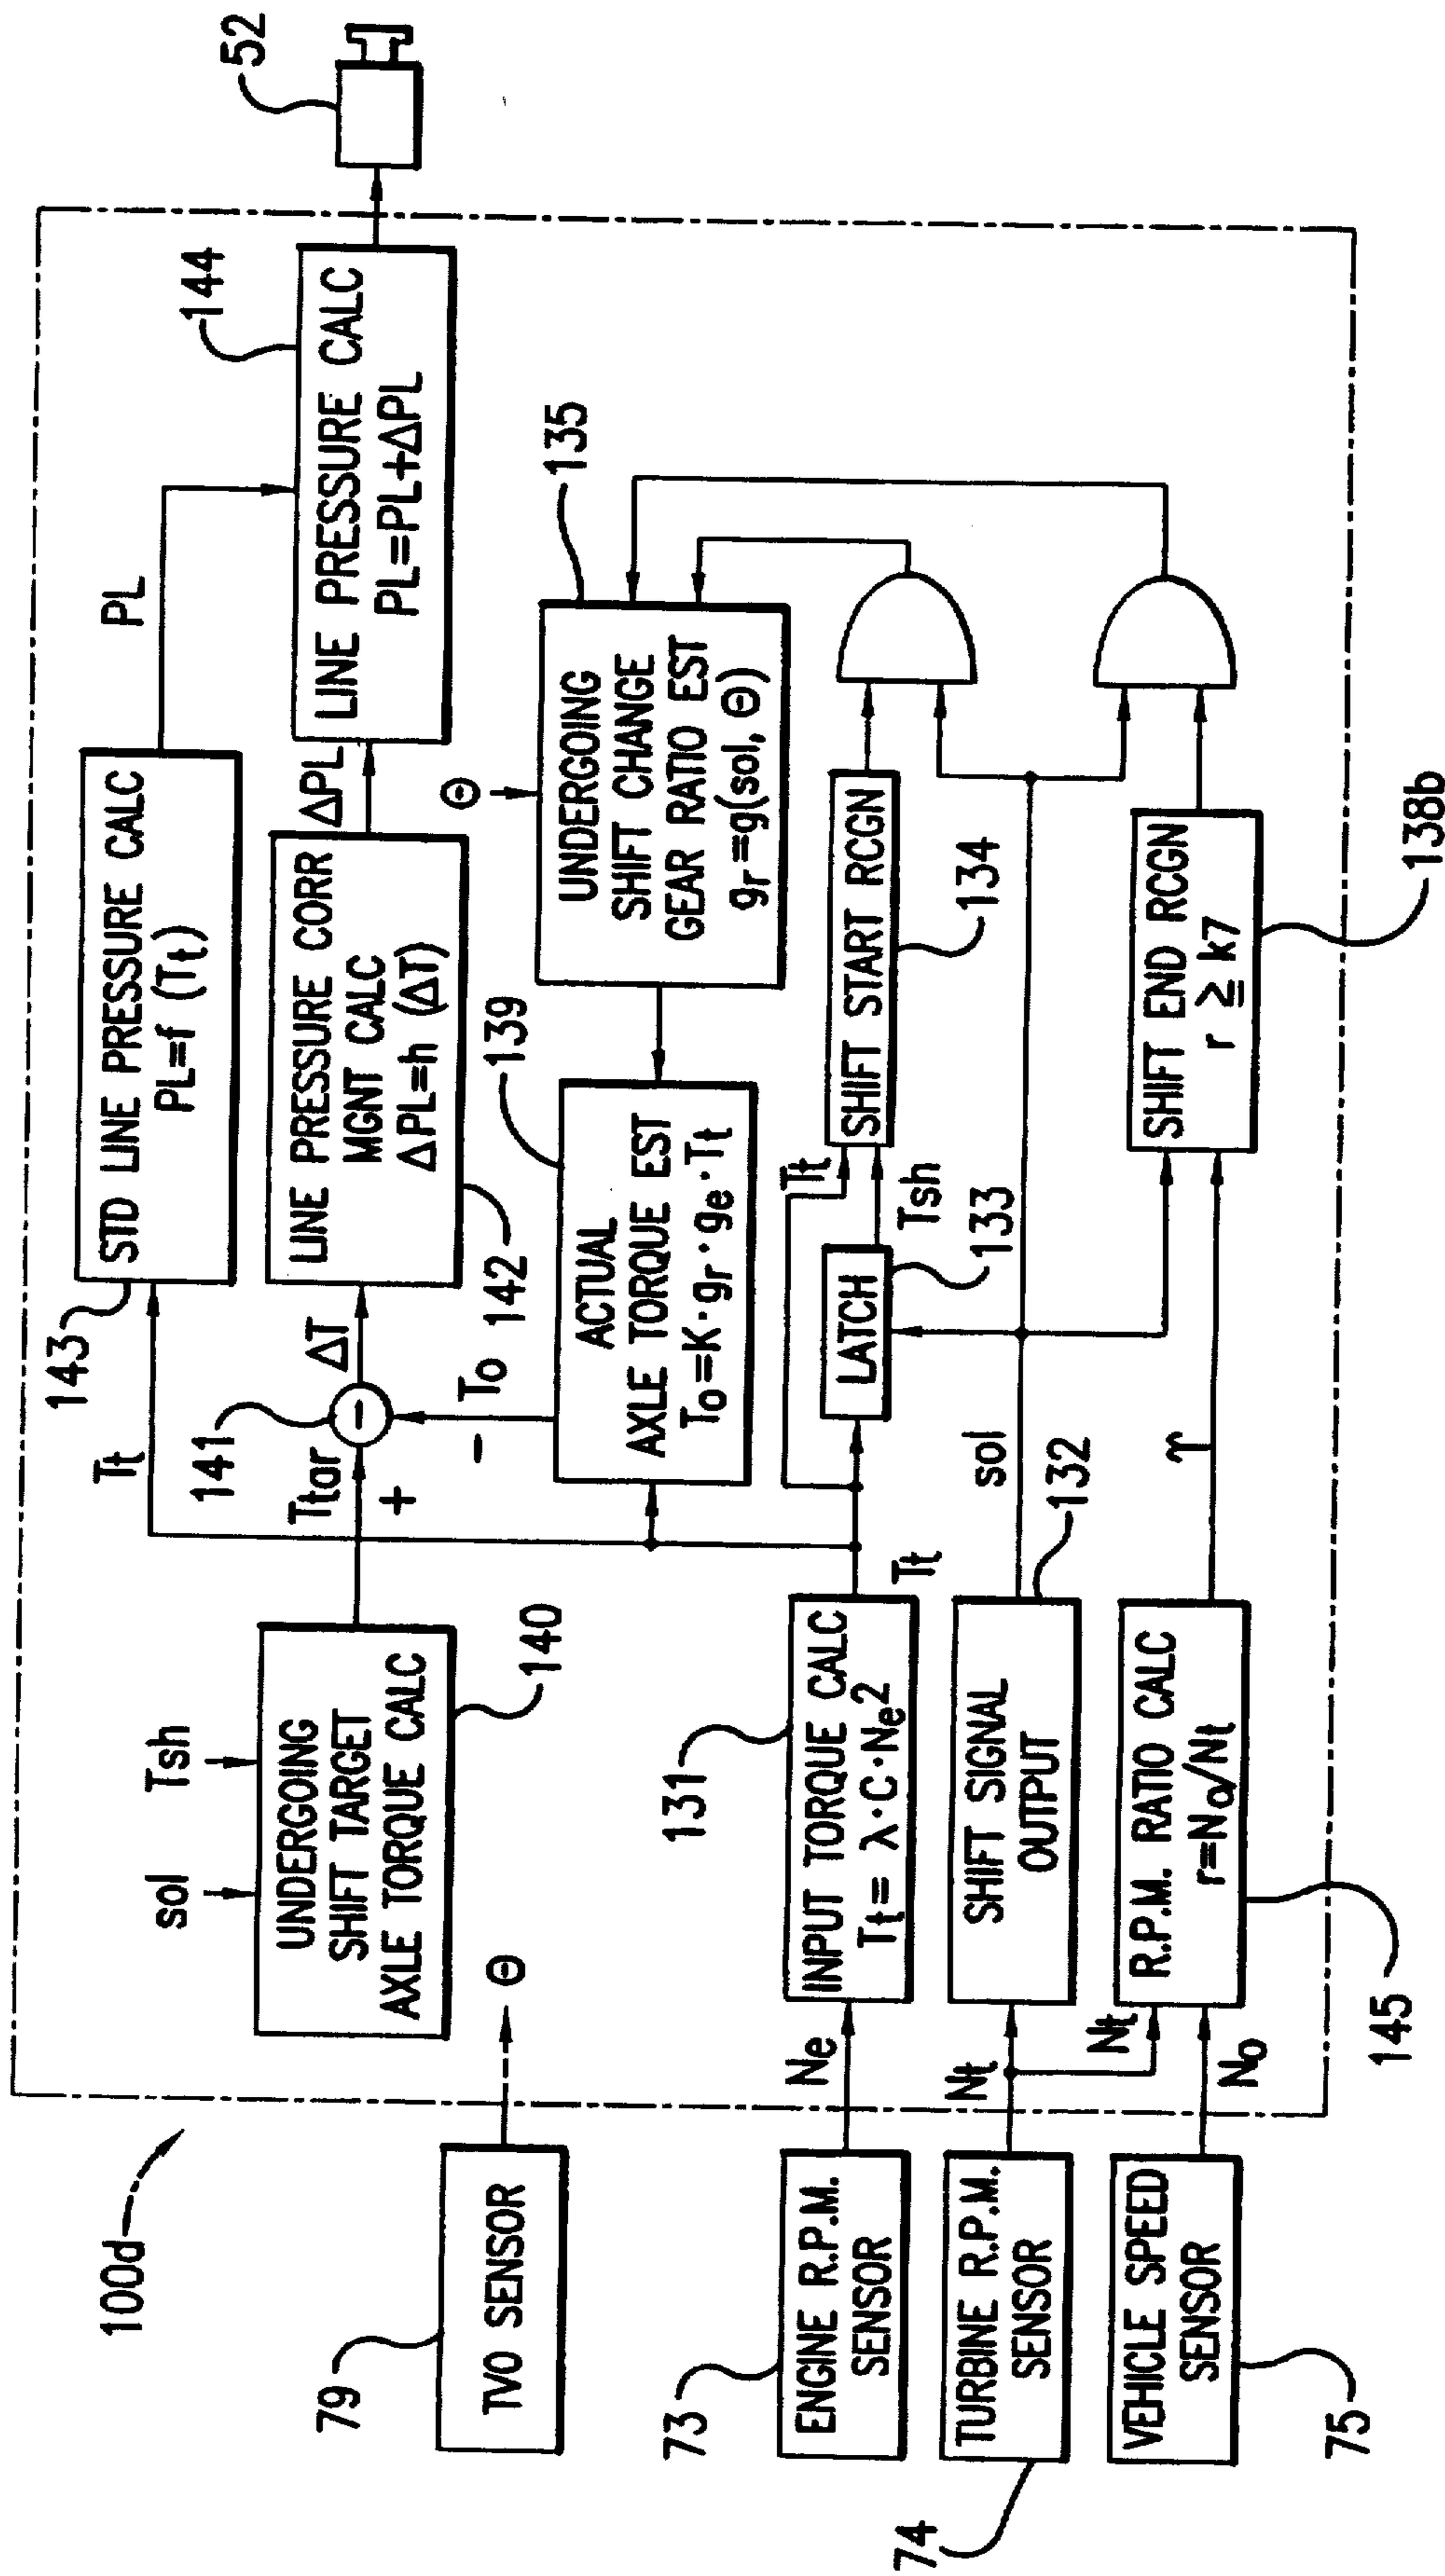 100d
79
TVO SENSOR
Θ
73
ENGINE R.P.M.
SENSOR
Ne
74
TURBINE R.P.M.
SENSOR
Nt
Nt
75
VEHICLE SPEED
SENSOR
No
sol
Tsh
UNDERGOING
SHIFT TARGET
AXLE TORQUE CALC
140
131
INPUT TORQUE CALC
Tt = λ·C·Ne2
Tt
SHIFT SIGNAL
OUTPUT
132
sol
R.P.M. RATIO CALC
r=No/Nt
145
r
Tt
143
STD LINE PRESSURE CALC
PL=f (Tt)
PL
Ttar
+
141
−
ΔT
−
To
LINE PRESSURE CORR
MGNT CALC
ΔPL=h (ΔT)
142
ΔPL
144
LINE PRESSURE CALC
PL=PL+ΔPL
52
ACTUAL
AXLE TORQUE EST
To=K·gr·ge·Tt
139
Θ
UNDERGOING
SHIFT CHANGE
GEAR RATIO EST
gr=g(sol, Θ)
135
LATCH
133
Tt
Tsh
SHIFT START RCGN
134
SHIFT END RCGN
r ≧ k7
138b